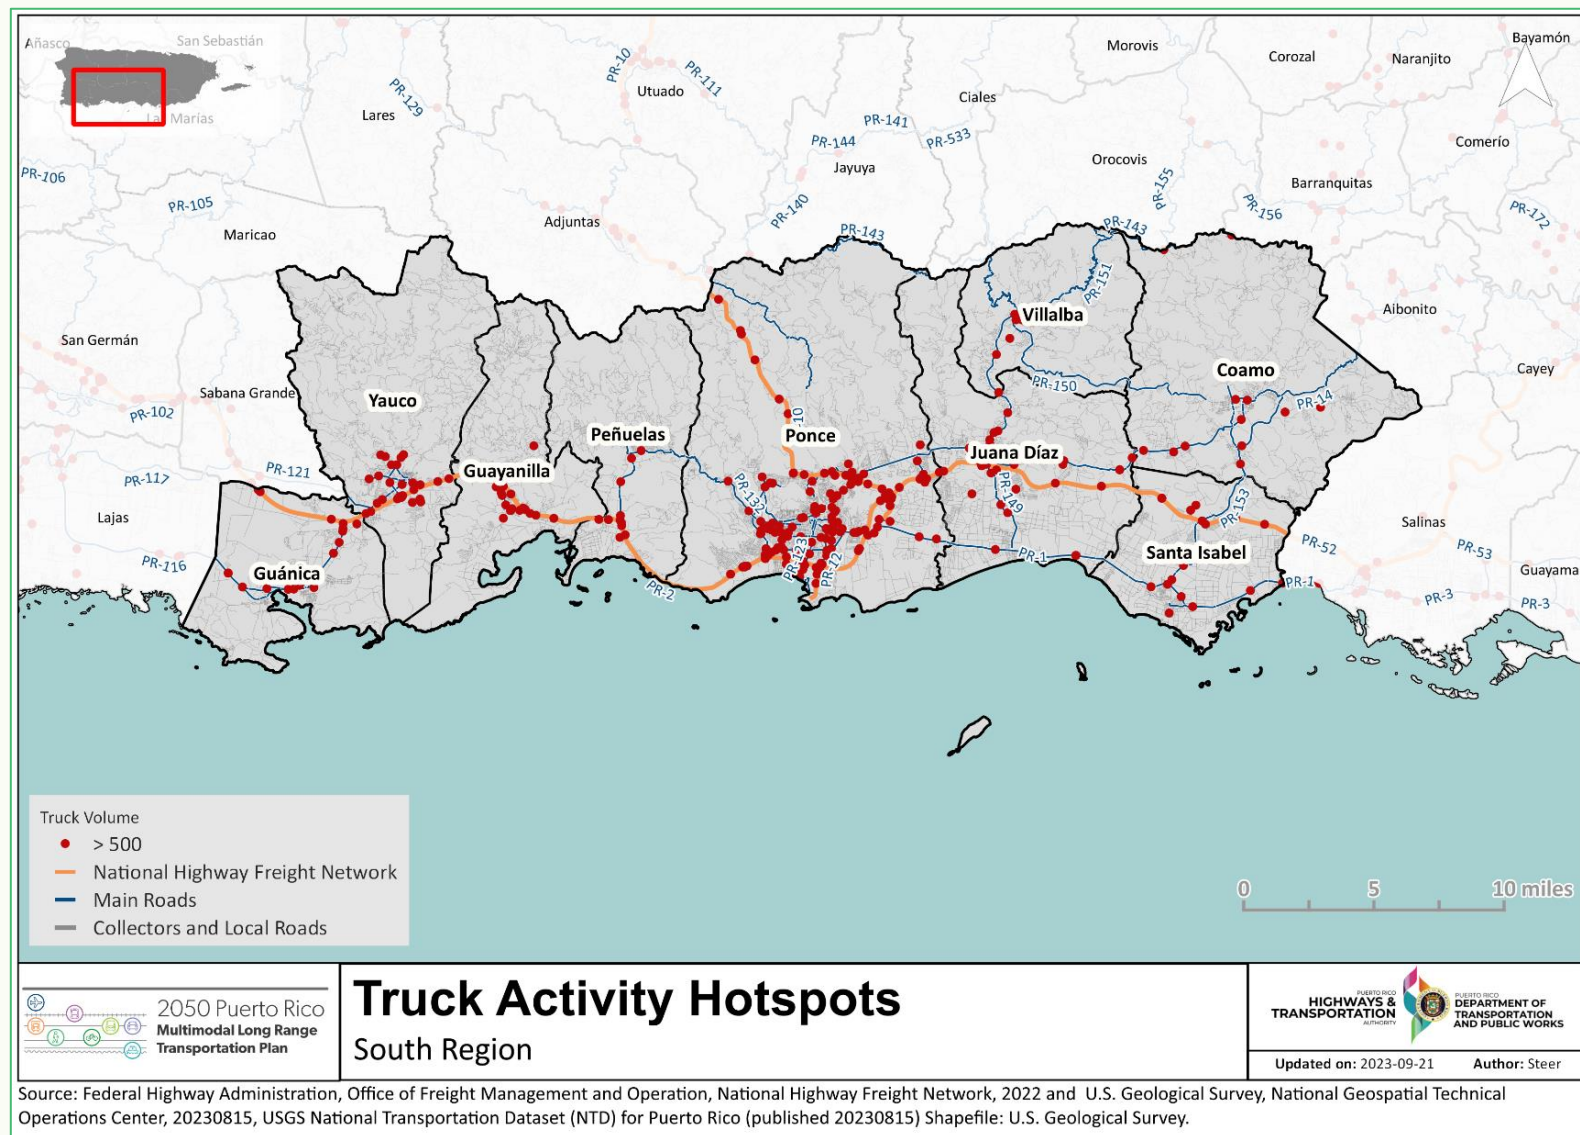 Añasco
San Sebastián
Las Marías
Morovis
Corozal
Bayamón
Naranjito
PR-10
Utuado
PR-111
PR-129
Lares
Ciales
PR-141
PR-144
PR-533
Jayuya
Comerío
Orocovis
PR-155
Barranquitas
PR-106
PR-105
PR-140
PR-156
PR-172
Maricao
Adjuntas
PR-143
PR-143
PR-151
Villalba
Aibonito
San Germán
Sabana Grande
Yauco
PR-150
Coamo
Cayey
PR-102
PR-10
PR-14
Peñuelas
Ponce
Juana Díaz
PR-117
PR-121
Guayanilla
PR-132
PR-149
PR-153
Lajas
Salinas
PR-116
Guánica
PR-123
PR-12
PR-1
Santa Isabel
PR-52
PR-53
Guayama
PR-2
PR-1
PR-3
PR-3
Truck Volume
> 500
National Highway Freight Network
Main Roads
Collectors and Local Roads
0 5 10 miles
2050 Puerto Rico
Multimodal Long Range
Transportation Plan
Truck Activity Hotspots
South Region
PUERTO RICO
HIGHWAYS &
TRANSPORTATION
AUTHORITY
PUERTO RICO
DEPARTMENT OF
TRANSPORTATION
AND PUBLIC WORKS
Updated on: 2023-09-21 Author: Steer
Source: Federal Highway Administration, Office of Freight Management and Operation, National Highway Freight Network, 2022 and U.S. Geological Survey, National Geospatial Technical
Operations Center, 20230815, USGS National Transportation Dataset (NTD) for Puerto Rico (published 20230815) Shapefile: U.S. Geological Survey.